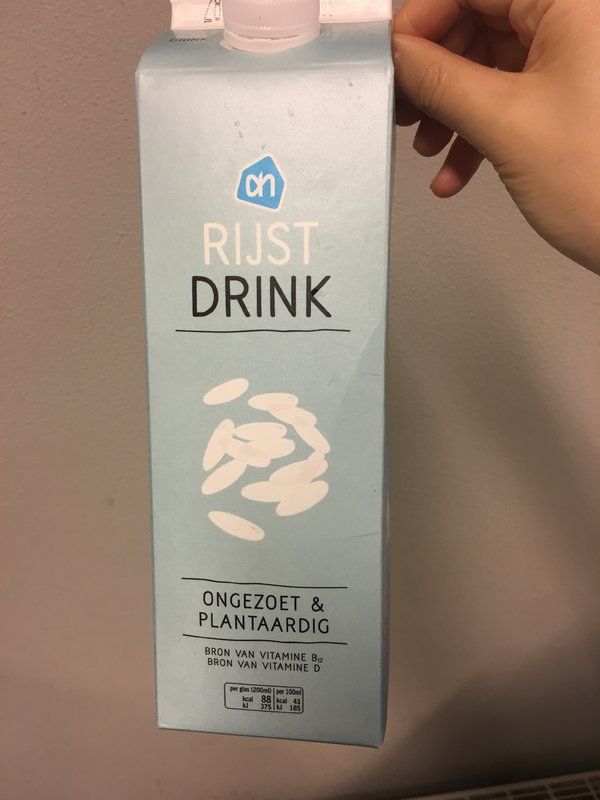 DRINK
ah
RIJST
DRINK
ONGEZOET &
PLANTAARDIG
BRON VAN VITAMINE B12
BRON VAN VITAMINE D
per glas (200ml) per 100ml
kcal 88 kcal 43
kJ 375 kJ 185